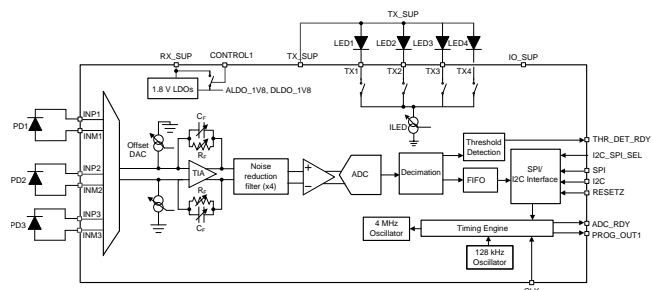 TX_SUP
LED1
LED2
LED3
LED4
RX_SUP
CONTROL1
TX_SUP
IO_SUP
TX1
TX2
TX3
TX4
1.8 V LDOs
ALDO_1V8, DLDO_1V8
ILED
PD1
INP1
INM1
Offset
DAC
CF
RF
TIA
RF
CF
PD2
INP2
INM2
PD3
INP3
INM3
Noise
reduction
filter (x4)
ADC
Decimation
Threshold
Detection
FIFO
SPI/
I2C Interface
THR_DET_RDY
I2C_SPI_SEL
SPI
I2C
RESETZ
4 MHz
Oscillator
Timing Engine
128 kHz
Oscillator
ADC_RDY
PROG_OUT1
CLK